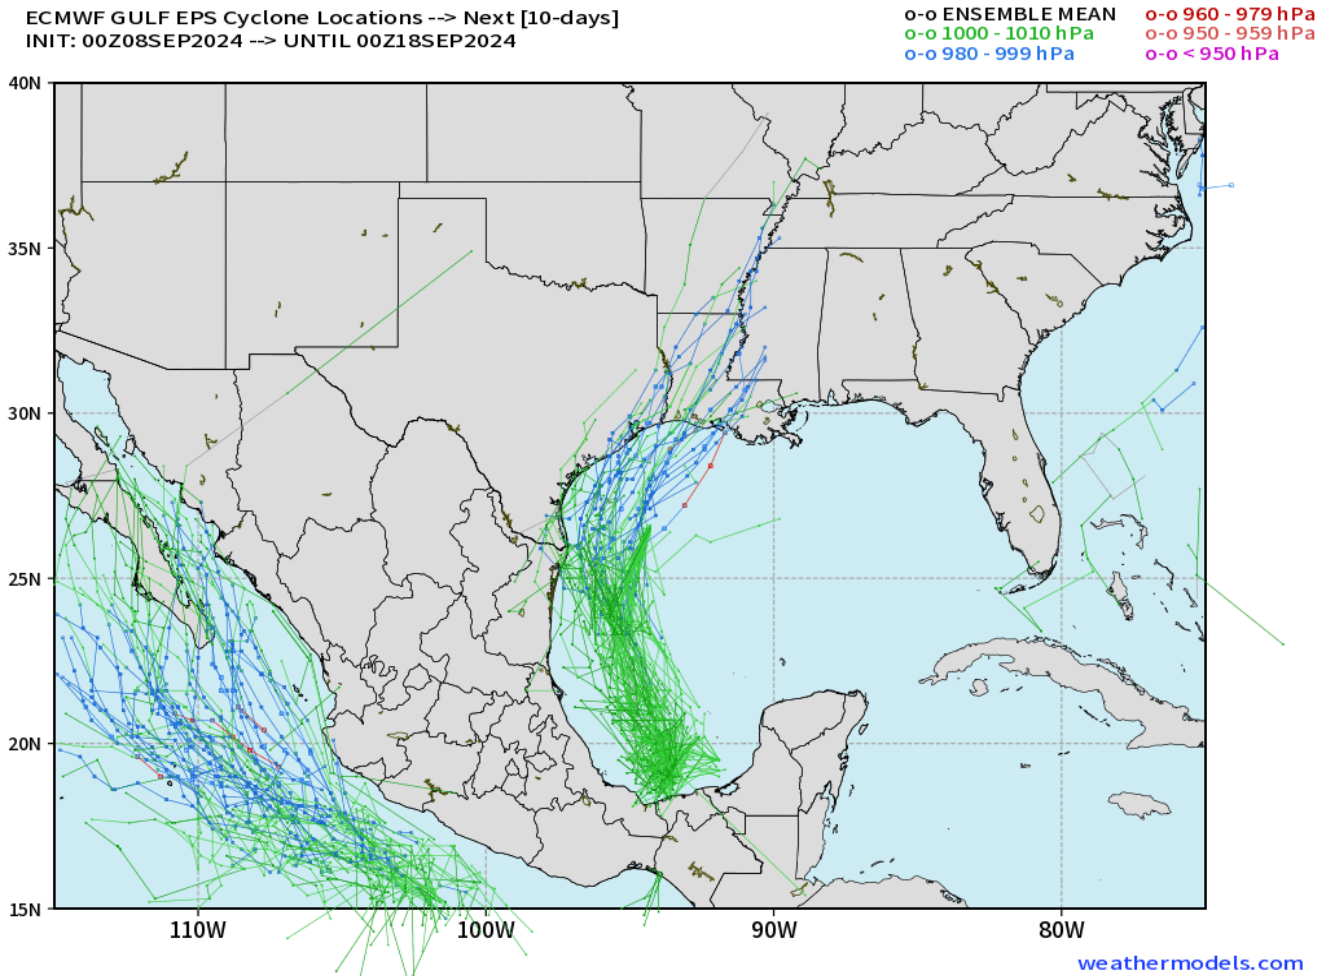 ECMWF GULF EPS Cyclone Locations --> Next [10-days]
INIT: 00Z08SEP2024 --> UNTIL 00Z18SEP2024
o-o ENSEMBLE MEAN
o-o 1000 - 1010 hPa
o-o 980 - 999 hPa
o-o 960 - 979 hPa
o-o 950 - 959 hPa
o-o < 950 hPa
40N
35N
30N
25N
20N
15N
110W
100W
90W
80W
weathermodels.com